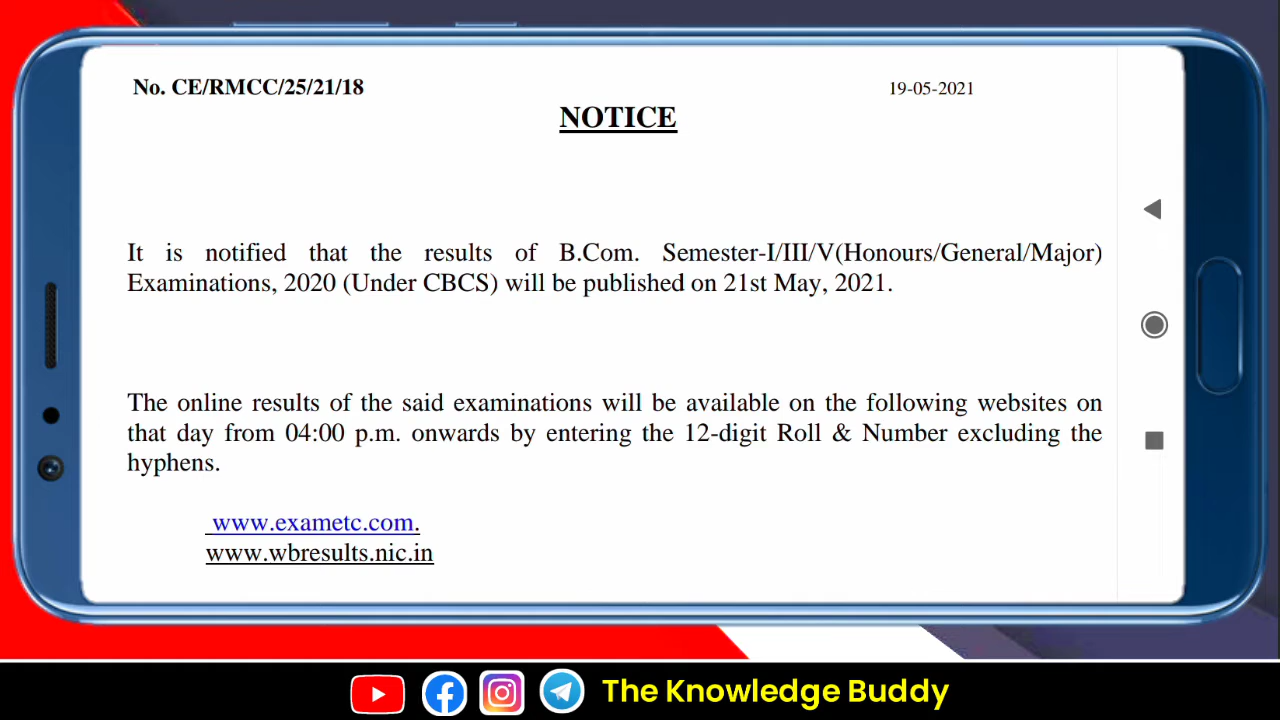 No. CE/RMCC/25/21/18 19-05-2021
NOTICE
It is notified that the results of B.Com. Semester-I/III/V(Honours/General/Major)
Examinations, 2020 (Under CBCS) will be published on 21st May, 2021.
The online results of the said examinations will be available on the following websites on
that day from 04:00 p.m. onwards by entering the 12-digit Roll & Number excluding the
hyphens.
www.exametc.com.
www.wbresults.nic.in
The Knowledge Buddy